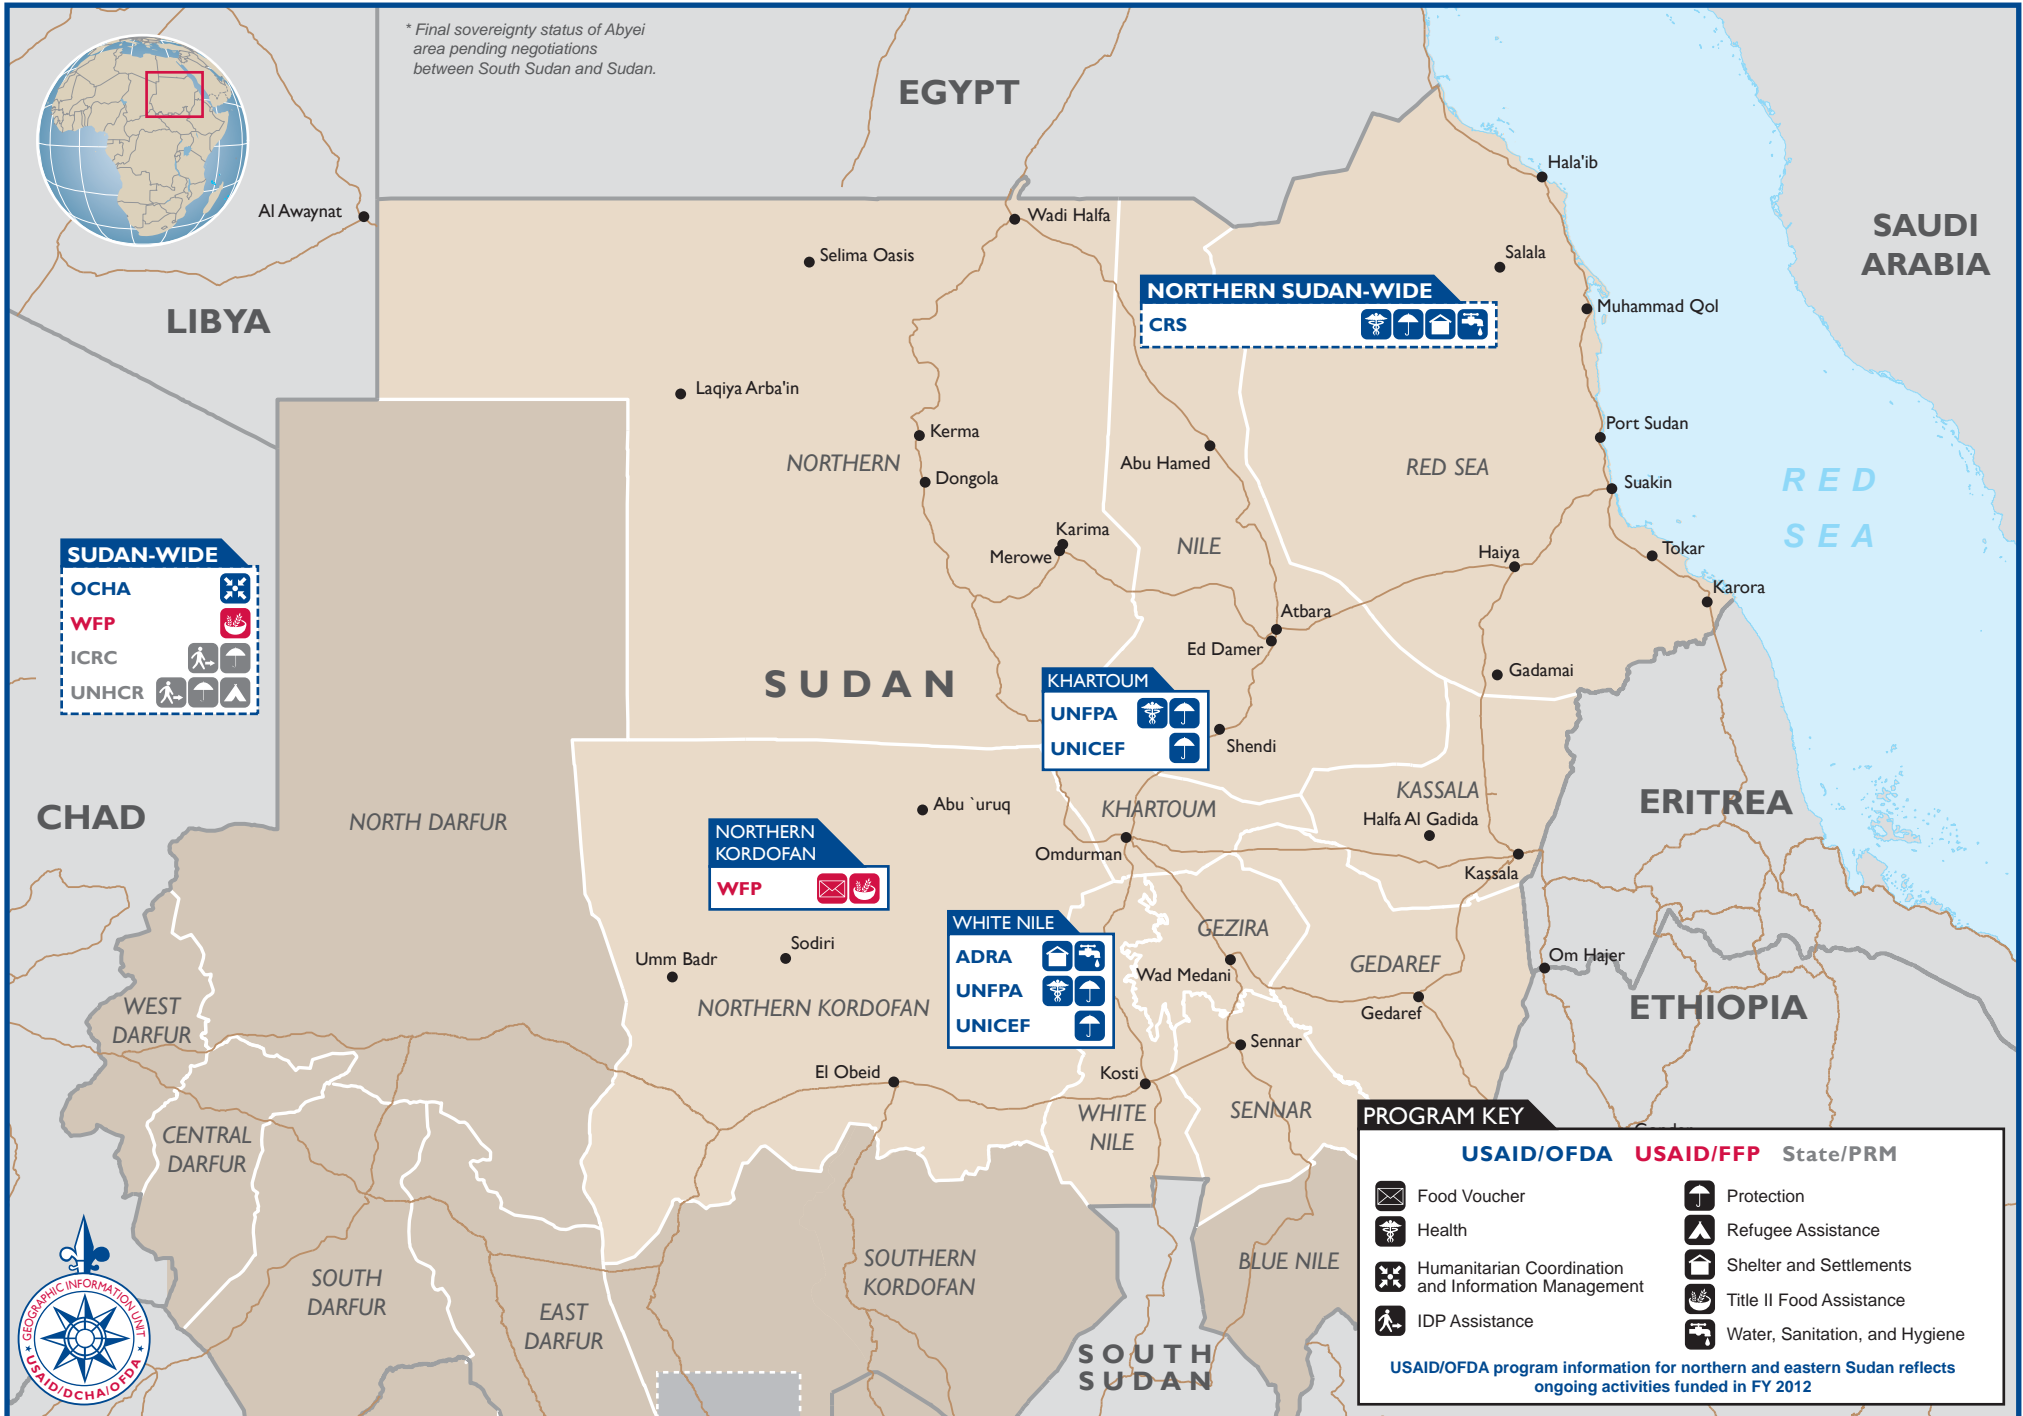 * Final sovereignty status of Abyei
area pending negotiations
between South Sudan and Sudan.
EGYPT
Hala'ib
Al Awaynat
Wadi Halfa
SAUDI
ARABIA
Selima Oasis
Salala
NORTHERN SUDAN-WIDE
CRS
Muhammad Qol
LIBYA
Laqiya Arba'in
Kerma
Port Sudan
NORTHERN
Abu Hamed
RED SEA
Dongola
Suakin
RED
SEA
Karima
Merowe
NILE
Haiya
Tokar
SUDAN-WIDE
OCHA
WFP
ICRC
UNHCR
Karora
Atbara
Ed Damer
Gadamai
SUDAN
KHARTOUM
UNFPA
UNICEF
Shendi
CHAD
NORTH DARFUR
Abu `uruq
KHARTOUM
KASSALA
Halfa Al Gadida
ERITREA
NORTHERN
KORDOFAN
WFP
Omdurman
Kassala
WHITE NILE
ADRA
UNFPA
UNICEF
GEZIRA
Sodiri
Umm Badr
Wad Medani
GEDAREF
Om Hajer
WEST
DARFUR
NORTHERN KORDOFAN
Gedaref
ETHIOPIA
Sennar
El Obeid
Kosti
WHITE
NILE
SENNAR
CENTRAL
DARFUR
SOUTH
DARFUR
EAST
DARFUR
SOUTHERN
KORDOFAN
BLUE NILE
SOUTH
SUDAN
PROGRAM KEY
USAID/OFDA USAID/FFP State/PRM
Food Voucher
Health
Humanitarian Coordination
and Information Management
IDP Assistance
Protection
Refugee Assistance
Shelter and Settlements
Title II Food Assistance
Water, Sanitation, and Hygiene
USAID/OFDA program information for northern and eastern Sudan reflects
ongoing activities funded in FY 2012
GEOGRAPHIC INFORMATION UNIT
* USAID/DCHA/OFDA *